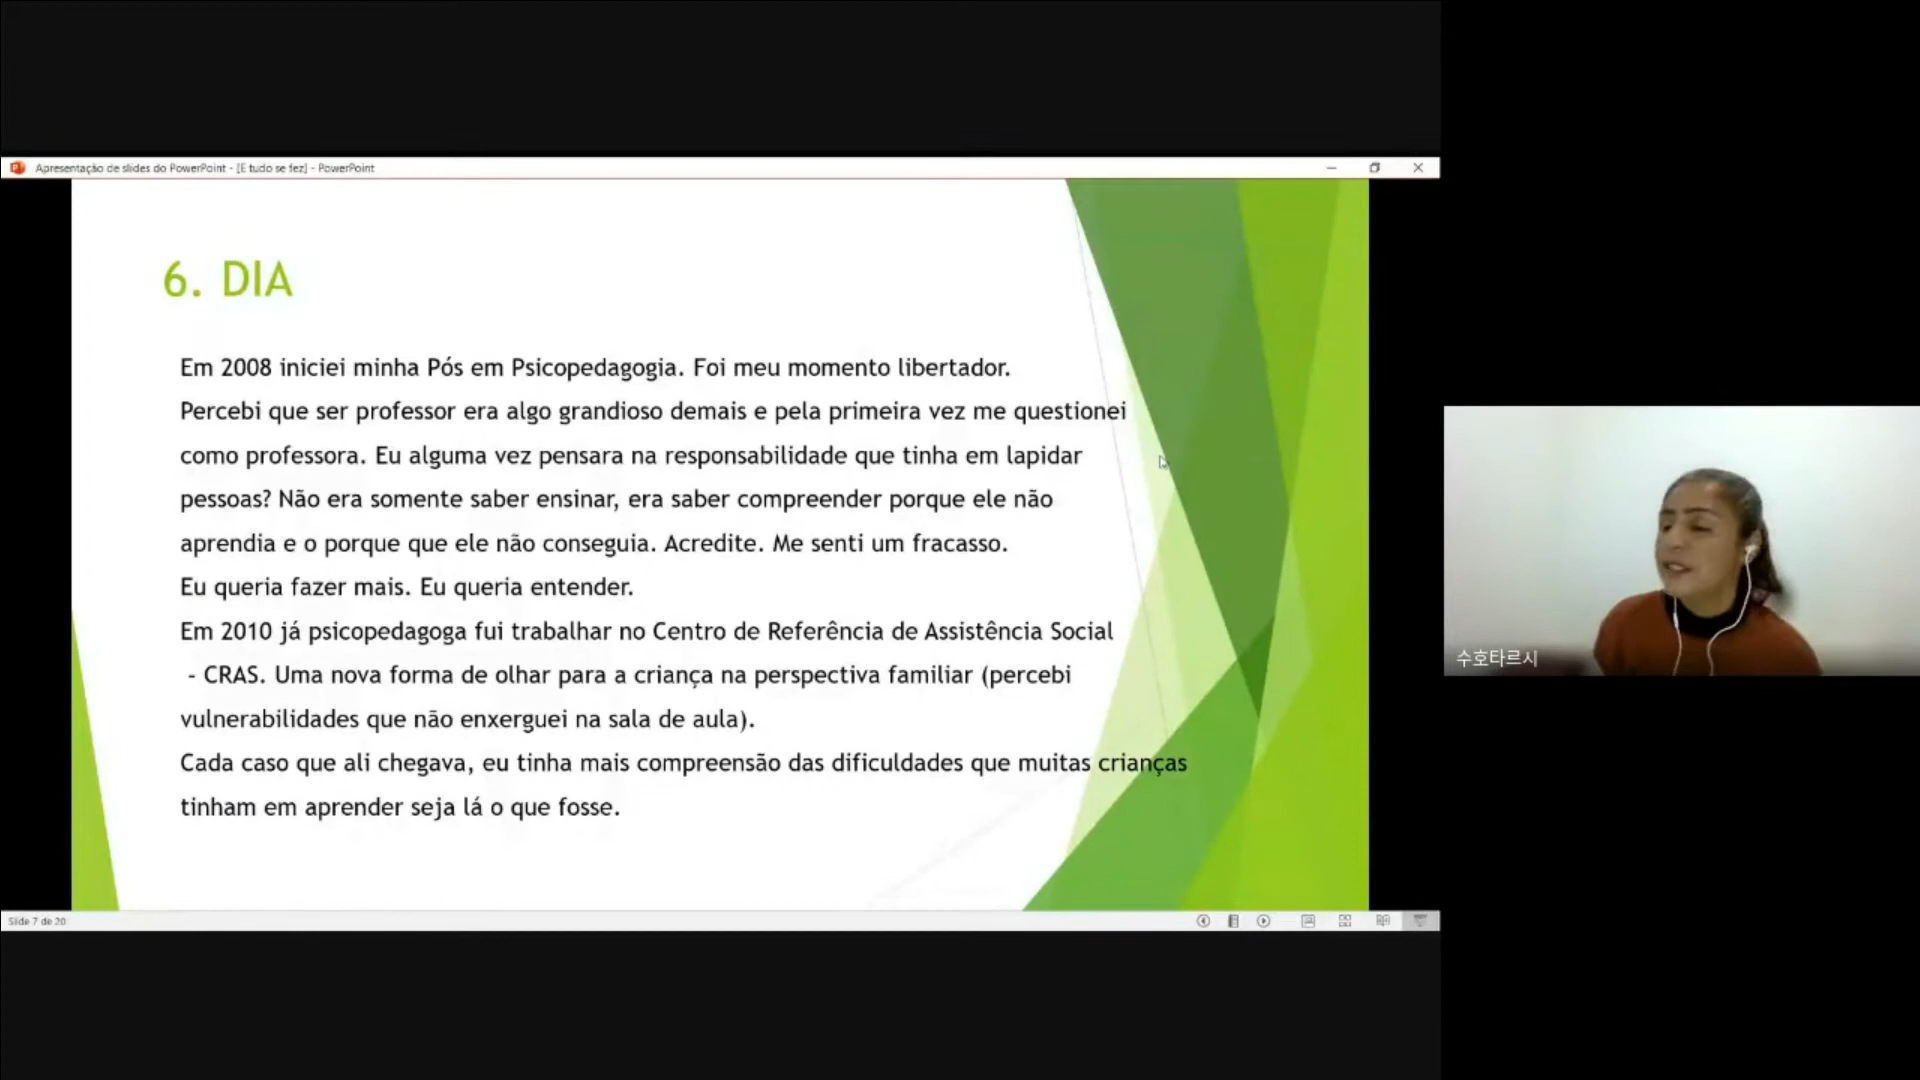 Apresentação de slides do PowerPoint - [E tudo se fez] - PowerPoint
6. DIA
Em 2008 iniciei minha Pós em Psicopedagogia. Foi meu momento libertador.
Percebi que ser professor era algo grandioso demais e pela primeira vez me questionei
como professora. Eu alguma vez pensara na responsabilidade que tinha em lapidar
pessoas? Não era somente saber ensinar, era saber compreender porque ele não
aprendia e o porque que ele não conseguia. Acredite. Me senti um fracasso.
Eu queria fazer mais. Eu queria entender.
Em 2010 já psicopedagoga fui trabalhar no Centro de Referência de Assistência Social
- CRAS. Uma nova forma de olhar para a criança na perspectiva familiar (percebi
vulnerabilidades que não enxerguei na sala de aula).
Cada caso que ali chegava, eu tinha mais compreensão das dificuldades que muitas crianças
tinham em aprender seja lá o que fosse.
수호타르시
Slide 7 de 20